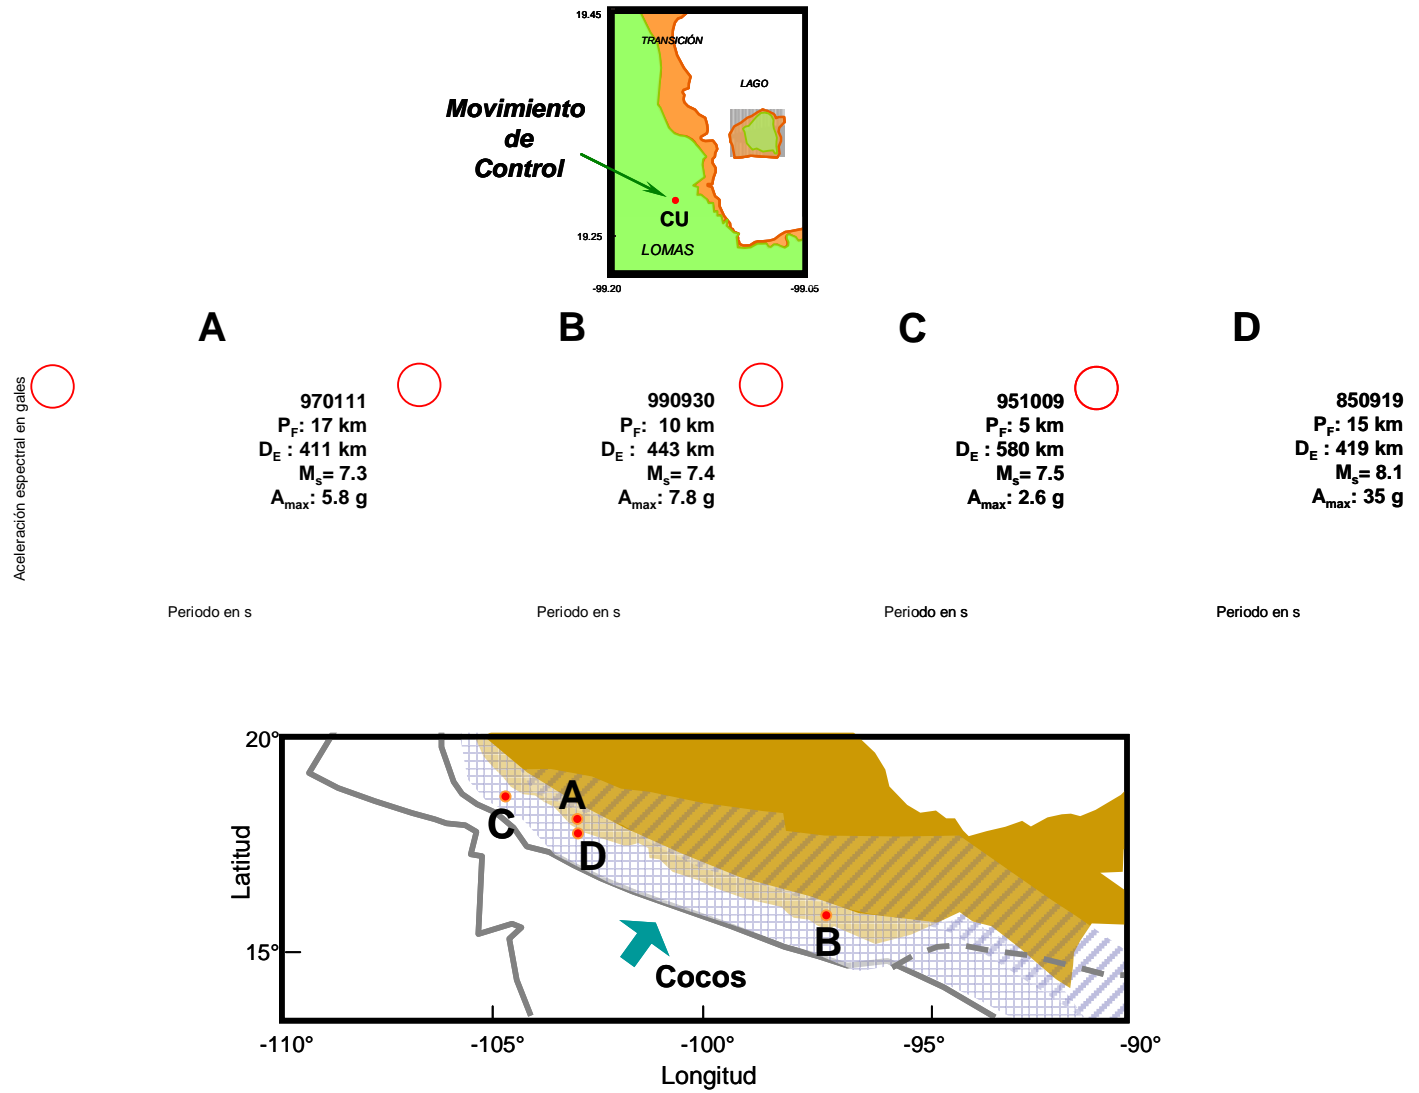 19.45
TRANSICIÓN
LAGO
Movimiento
de
Control
CU
19.25
LOMAS
-99.20
-99.05
A
B
C
D
Aceleración espectral en gales
970111
PF: 17 km
DE : 411 km
Ms= 7.3
Amax: 5.8 g
990930
PF: 10 km
DE : 443 km
Ms= 7.4
Amax: 7.8 g
951009
PF: 5 km
DE : 580 km
Ms= 7.5
Amax: 2.6 g
850919
PF: 15 km
DE : 419 km
Ms= 8.1
Amax: 35 g
Periodo en s
Periodo en s
Periodo en s
Periodo en s
20°
A
C
D
Latitud
B
15°
Cocos
-110°
-105°
-100°
-95°
-90°
Longitud